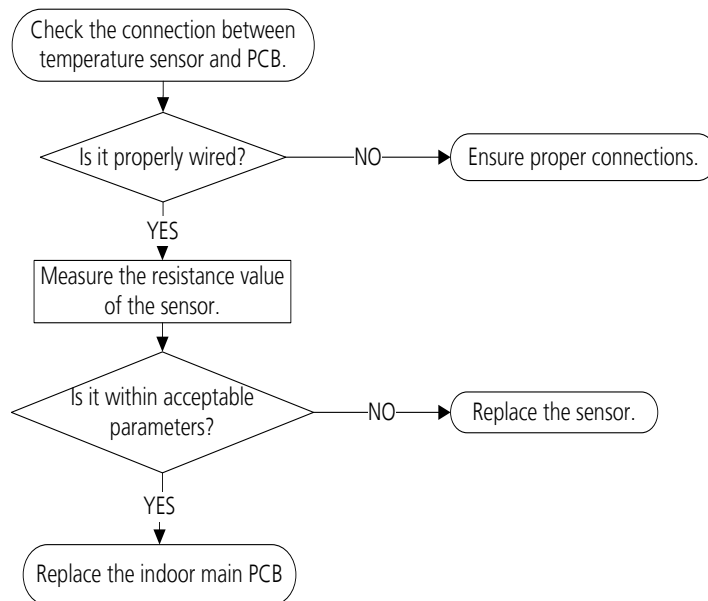 Check the connection between
temperature sensor and PCB.
Is it properly wired?
NO
Ensure proper connections.
YES
Measure the resistance value
of the sensor.
Is it within acceptable
parameters?
NO
Replace the sensor.
YES
Replace the indoor main PCB